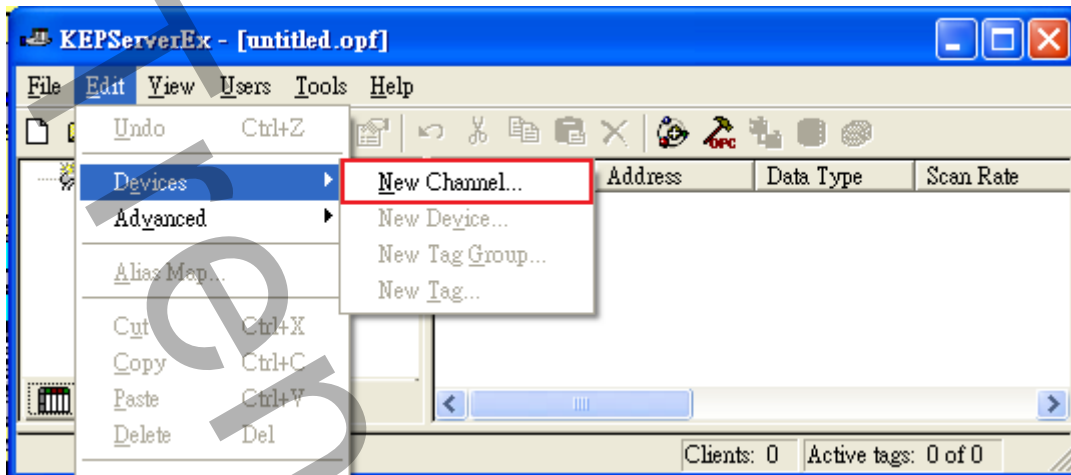 KEPServerEx - [untitled.opf]
File Edit View Users Tools Help
Undo Ctrl+Z
Devices
New Channel...
Address Data Type Scan Rate
Advanced
New Device...
New Tag Group...
Alias Map...
New Tag...
Cut Ctrl+X
Copy Ctrl+C
Paste Ctrl+V
Delete Del
Clients: 0 Active tags: 0 of 0